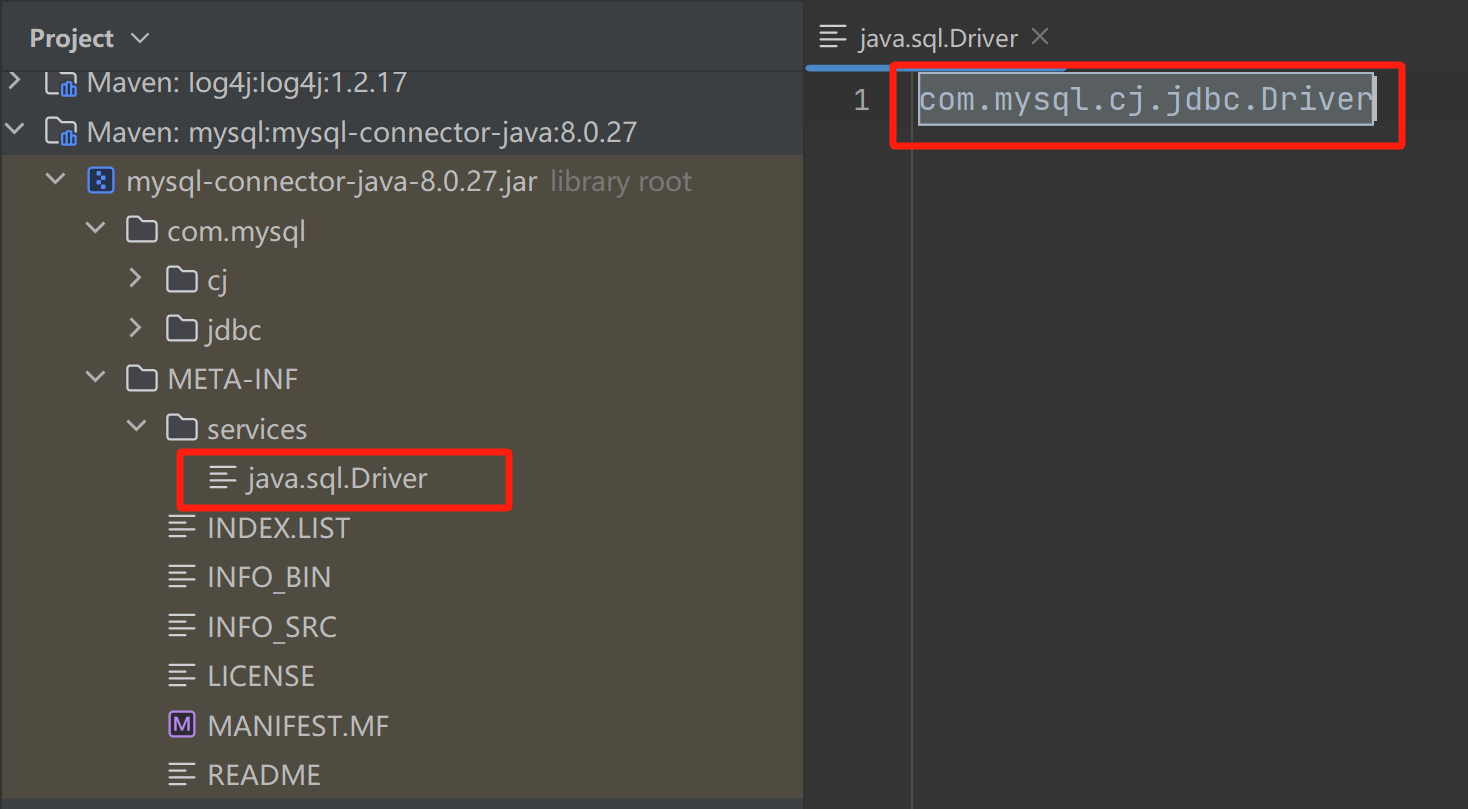 Project
Maven: log4j:log4j:1.2.17
Maven: mysql:mysql-connector-java:8.0.27
mysql-connector-java-8.0.27.jar library root
com.mysql
cj
jdbc
META-INF
services
java.sql.Driver
INDEX.LIST
INFO_BIN
INFO_SRC
LICENSE
M MANIFEST.MF
README
java.sql.Driver
1 com.mysql.cj.jdbc.Driver